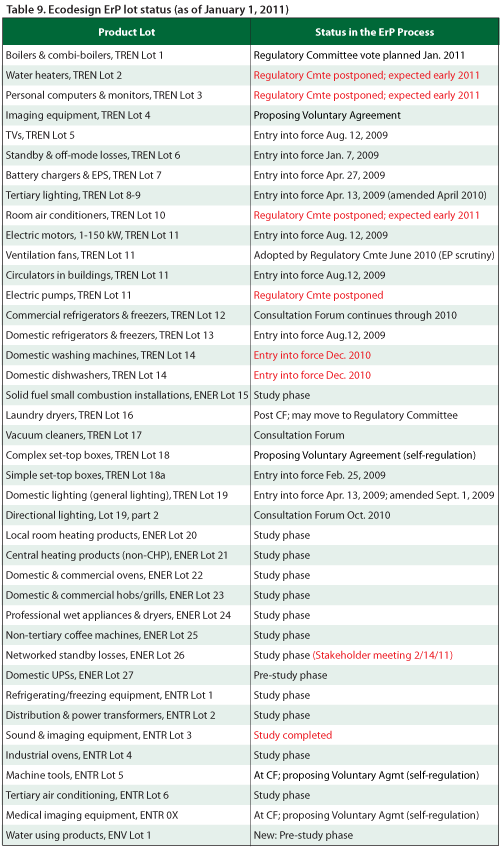 Table 9. Ecodesign ErP lot status (as of January 1, 2011)
Product Lot Status in the ErP Process
Boilers & combi-boilers, TREN Lot 1 Regulatory Committee vote planned Jan. 2011
Water heaters, TREN Lot 2 Regulatory Cmte postponed; expected early 2011
Personal computers & monitors, TREN Lot 3 Regulatory Cmte postponed; expected early 2011
Imaging equipment, TREN Lot 4 Proposing Voluntary Agreement
TVs, TREN Lot 5 Entry into force Aug. 12, 2009
Standby & off-mode losses, TREN Lot 6 Entry into force Jan. 7, 2009
Battery chargers & EPS, TREN Lot 7 Entry into force Apr. 27, 2009
Tertiary lighting, TREN Lot 8-9 Entry into force Apr. 13, 2009 (amended April 2010)
Room air conditioners, TREN Lot 10 Regulatory Cmte postponed; expected early 2011
Electric motors, 1-150 kW, TREN Lot 11 Entry into force Aug. 12, 2009
Ventilation fans, TREN Lot 11 Adopted by Regulatory Cmte June 2010 (EP scrutiny)
Circulators in buildings, TREN Lot 11 Entry into force Aug.12, 2009
Electric pumps, TREN Lot 11 Regulatory Cmte postponed
Commercial refrigerators & freezers, TREN Lot 12 Consultation Forum continues through 2010
Domestic refrigerators & freezers, TREN Lot 13 Entry into force Aug.12, 2009
Domestic washing machines, TREN Lot 14 Entry into force Dec. 2010
Domestic dishwashers, TREN Lot 14 Entry into force Dec. 2010
Solid fuel small combustion installations, ENER Lot 15 Study phase
Laundry dryers, TREN Lot 16 Post CF; may move to Regulatory Committee
Vacuum cleaners, TREN Lot 17 Consultation Forum
Complex set-top boxes, TREN Lot 18 Proposing Voluntary Agreement (self-regulation)
Simple set-top boxes, TREN Lot 18a Entry into force Feb. 25, 2009
Domestic lighting (general lighting), TREN Lot 19 Entry into force Apr. 13, 2009; amended Sept. 1, 2009
Directional lighting, Lot 19, part 2 Consultation Forum Oct. 2010
Local room heating products, ENER Lot 20 Study phase
Central heating products (non-CHP), ENER Lot 21 Study phase
Domestic & commercial ovens, ENER Lot 22 Study phase
Domestic & commercial hobs/grills, ENER Lot 23 Study phase
Professional wet appliances & dryers, ENER Lot 24 Study phase
Non-tertiary coffee machines, ENER Lot 25 Study phase
Networked standby losses, ENER Lot 26 Study phase (Stakeholder meeting 2/14/11)
Domestic UPSs, ENER Lot 27 Pre-study phase
Refrigerating/freezing equipment, ENTR Lot 1 Study phase
Distribution & power transformers, ENTR Lot 2 Study phase
Sound & imaging equipment, ENTR Lot 3 Study completed
Industrial ovens, ENTR Lot 4 Study phase
Machine tools, ENTR Lot 5 At CF; proposing Voluntary Agmt (self-regulation)
Tertiary air conditioning, ENTR Lot 6 Study phase
Medical imaging equipment, ENTR 0X At CF; proposing Voluntary Agmt (self-regulation)
Water using products, ENV Lot 1 New: Pre-study phase